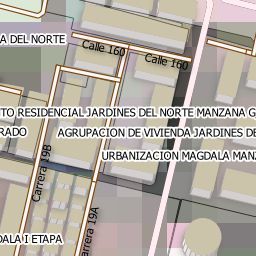 A DEL NORTE
Calle 160
Calle 160
NTO RESIDENCIAL JARDINES DEL NORTE MANZANA G
RADO
AGRUPACION DE VIVIENDA JARDINES DE
URBANIZACION MAGDALA MANZ
Carrera 19B
Carrera 19A
DALA I ETAPA